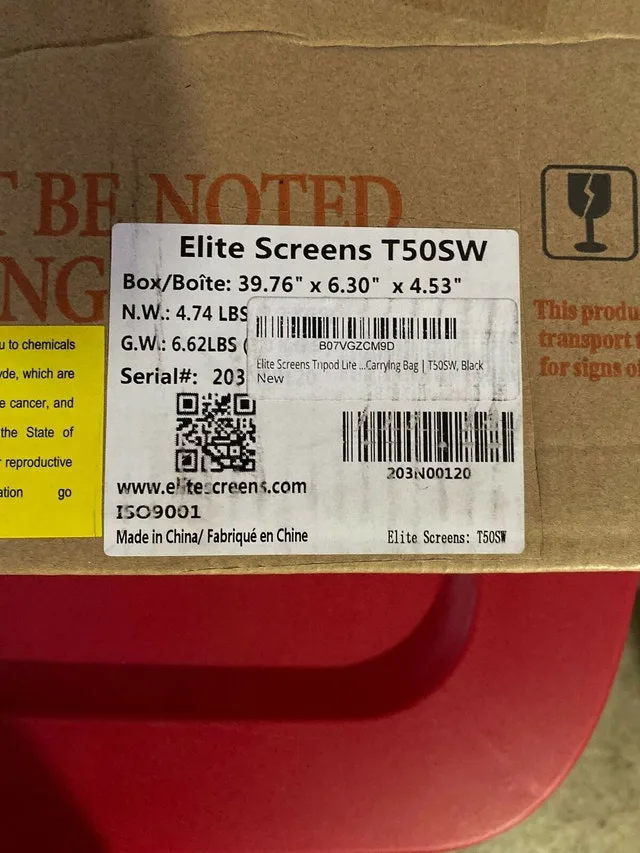 T BE NOTED
NG
Elite Screens T50SW
Box/Boîte: 39.76" x 6.30" x 4.53"
N.W.: 4.74 LBS
G.W.: 6.62LBS (
Serial#: 203
B07VGZCM9D
Elite Screens Tripod Lite ...Carrying Bag | T50SW, Black
New
203N00120
www.elitescreens.com
ISO9001
Made in China/ Fabriqué en Chine
Elite Screens: T50SW
u to chemicals
yde, which are
e cancer, and
the State of
r reproductive
ation go
This produ
transport t
for signs of